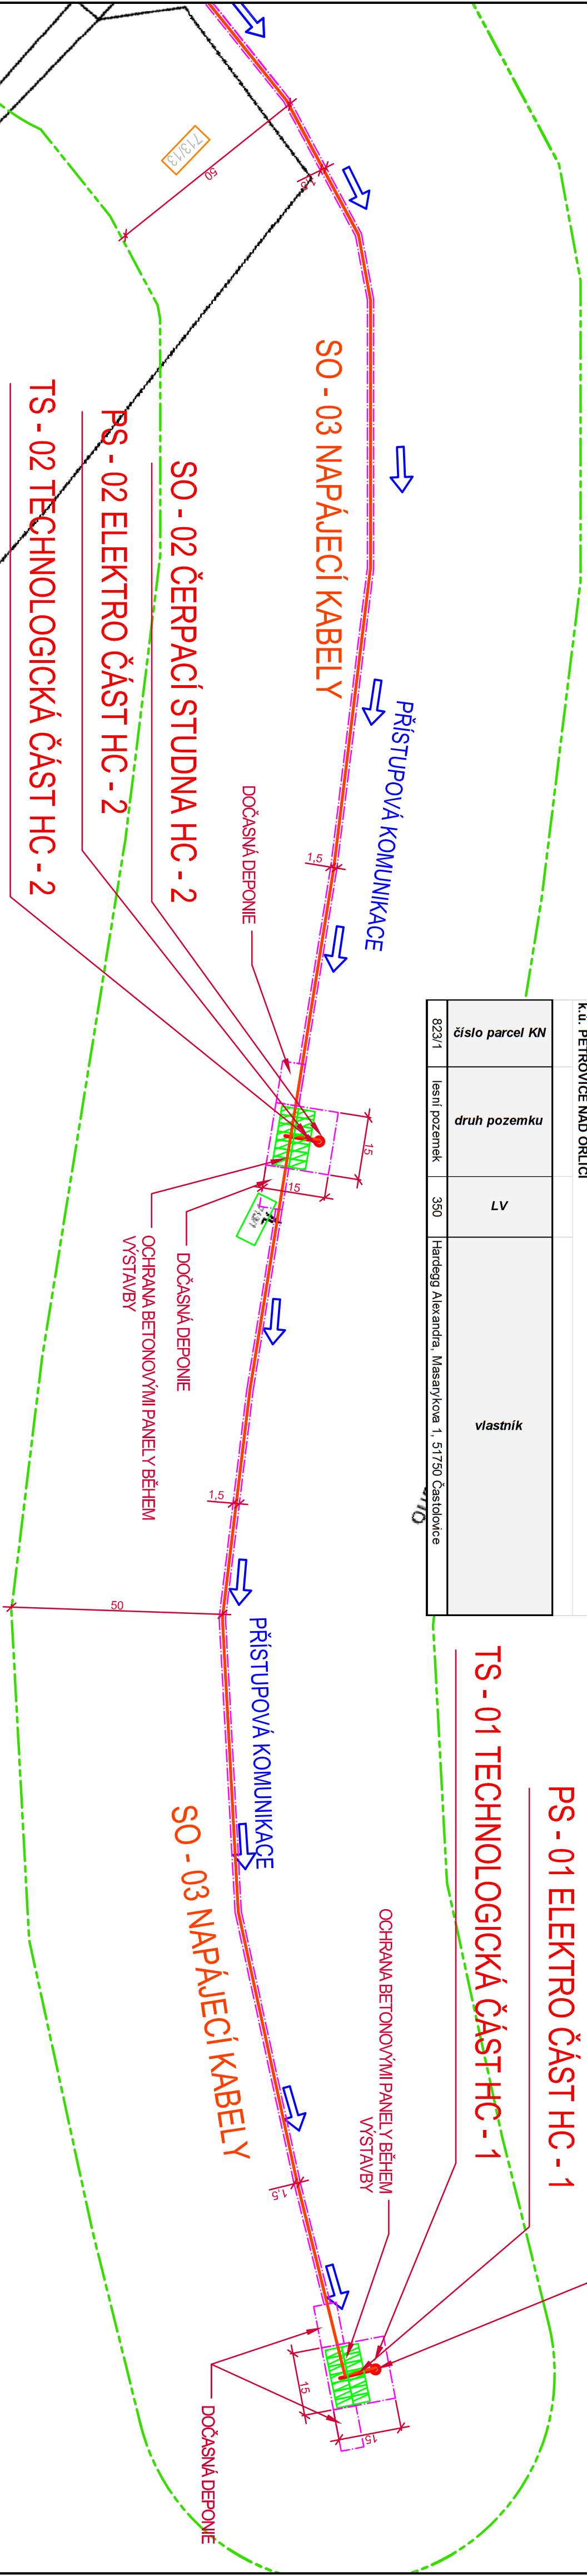 713/13
50
SO - 03 NAPÁJECÍ KABELY
PŘÍSTUPOVÁ KOMUNIKACE
SO - 02 ČERPACÍ STUDNA HC - 2
PS - 02 ELEKTRO ČÁST HC - 2
TS - 02 TECHNOLOGICKÁ ČÁST HC - 2
DOČASNÁ DEPONIE
1,5
15
15
DOČASNÁ DEPONIE
OCHRANA BETONOVÝMI PANELY BĚHEM
VÝSTAVBY
k.ú. PETROVICE NAD ORLICÍ
číslo parcel KN
druh pozemku
LV
vlastník
823/1
lesní pozemek
350
Hardegg Alexandra, Masarykova 1, 51750 Častolovice
1,5
50
PŘÍSTUPOVÁ KOMUNIKACE
SO - 03 NAPÁJECÍ KABELY
PS - 01 ELEKTRO ČÁST HC - 1
TS - 01 TECHNOLOGICKÁ ČÁST HC - 1
OCHRANA BETONOVÝMI PANELY BĚHEM
VÝSTAVBY
1,5
15
15
DOČASNÁ DEPONIE